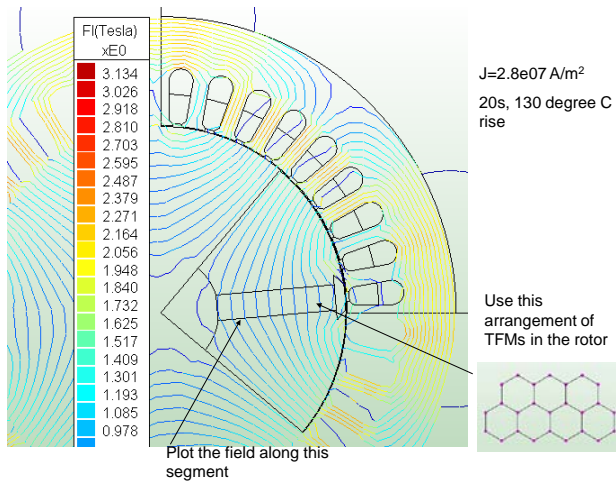 Fl(Tesla)
xE0
3.134
3.026
2.918
2.810
2.703
2.595
2.487
2.379
2.271
2.164
2.056
1.948
1.840
1.732
1.625
1.517
1.409
1.301
1.193
1.085
0.978
J=2.8e07 A/m²
20s, 130 degree C
rise
Use this
arrangement of
TFMs in the rotor
Plot the field along this
segment